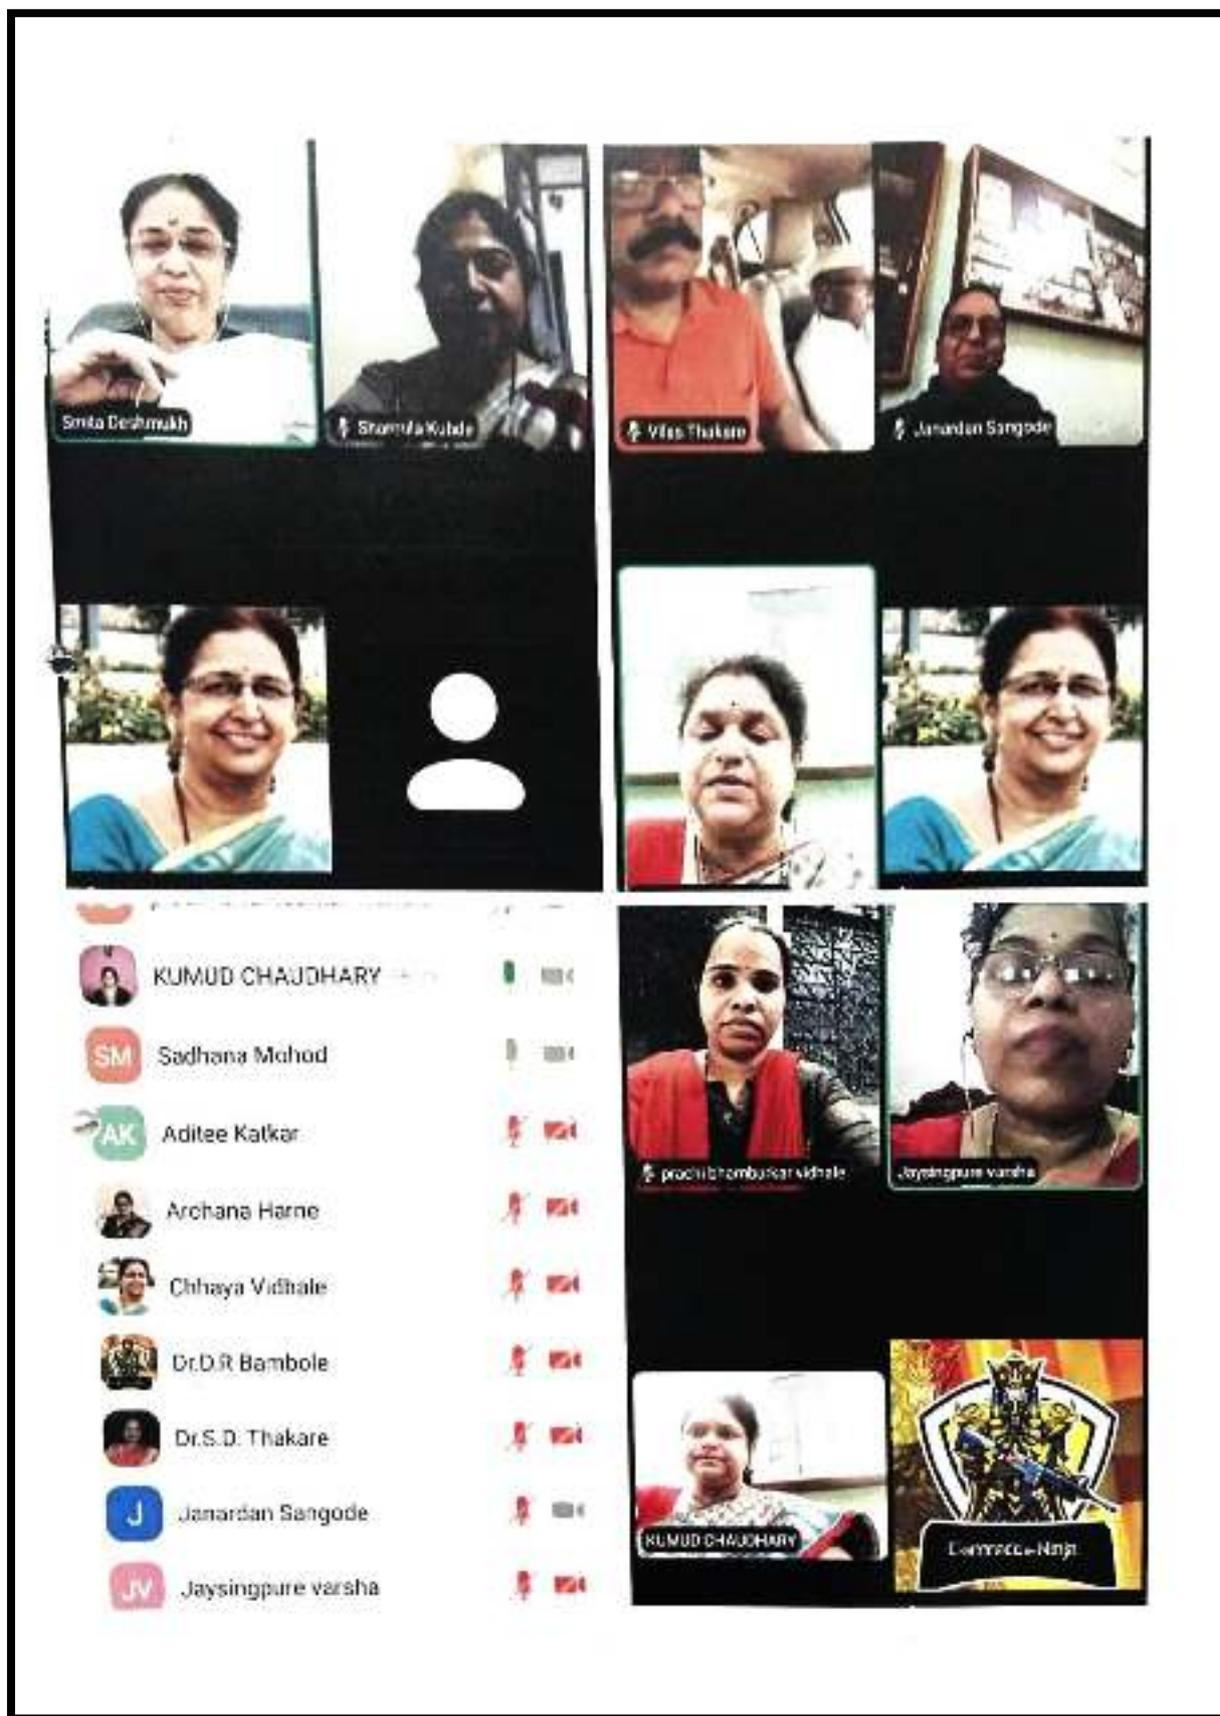 Smita Deshmukh
Kubde
Vilas Thakare
Janardan Sangode
KUMUD CHAUDHARY
SM Sadhana Mohod
AK Aditee Katkar
Archana Harne
Chhaya Vidhale
Dr.D.R Bambole
Dr.S.D. Thakare
J Janardan Sangode
JV Jaysingpure varsha
prachi bhamburkar vidhale
Jaysingpure varsha
KUMUD CHAUDHARY
Ninja